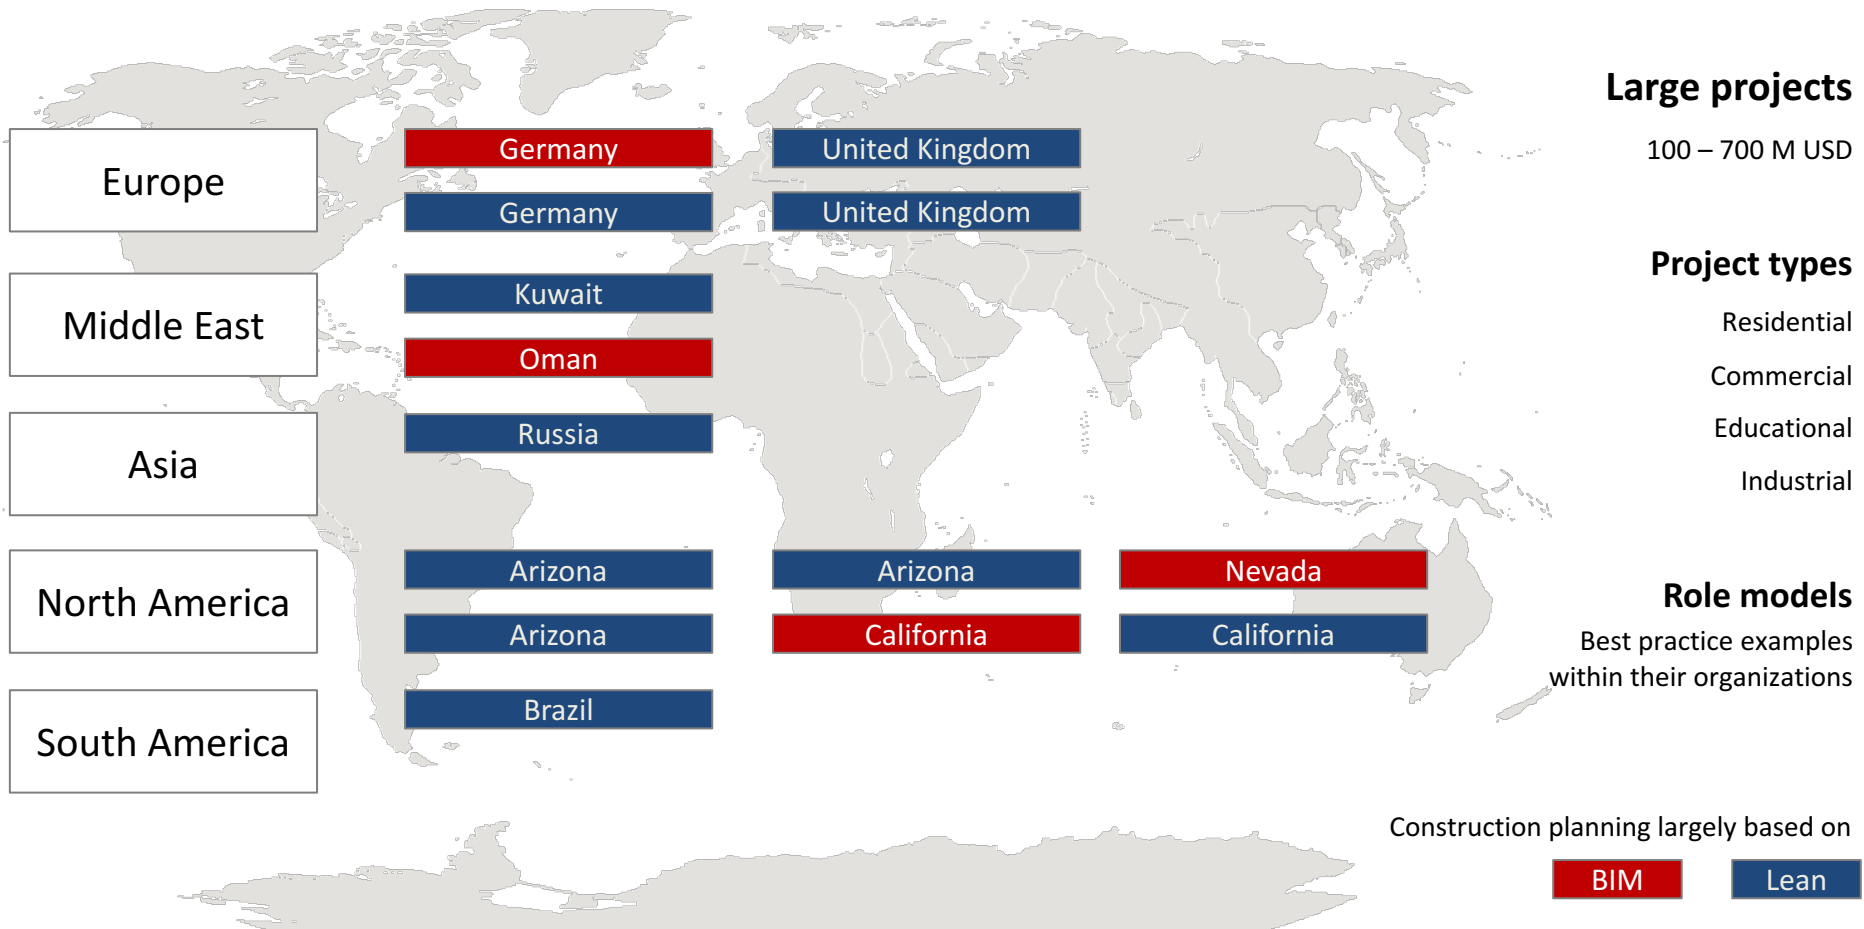 Large projects
100 – 700 M USD
Europe
Germany
United Kingdom
Germany
United Kingdom
Project types
Residential
Commercial
Educational
Industrial
Middle East
Kuwait
Oman
Asia
Russia
North America
Arizona
Arizona
Nevada
Arizona
California
California
Role models
Best practice examples
within their organizations
South America
Brazil
Construction planning largely based on
BIM
Lean